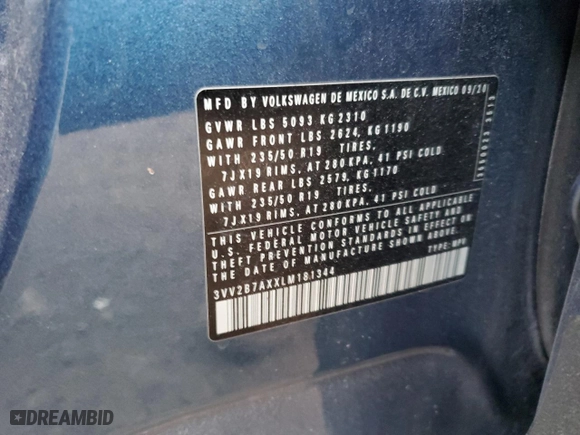 MFD BY VOLKSWAGEN DE MEXICO S.A. DE C.V. MEXICO 09/20
GVWR LBS 5093 KG 2310
GAWR FRONT LBS 2624, KG 1190
WITH 235/50 R19 TIRES,
7JX19 RIMS, AT 280 KPA, 41 PSI COLD
GAWR REAR LBS 2579, KG 1170
WITH 235/50 R19 TIRES,
7JX19 RIMS, AT 280 KPA, 41 PSI COLD
THIS VEHICLE CONFORMS TO ALL APPLICABLE
U.S. FEDERAL MOTOR VEHICLE SAFETY AND
THEFT PREVENTION STANDARDS IN EFFECT ON
THE DATE OF MANUFACTURE SHOWN ABOVE.
TYPE: MPV
3VV2B7AXXLM181344
DREAMBID